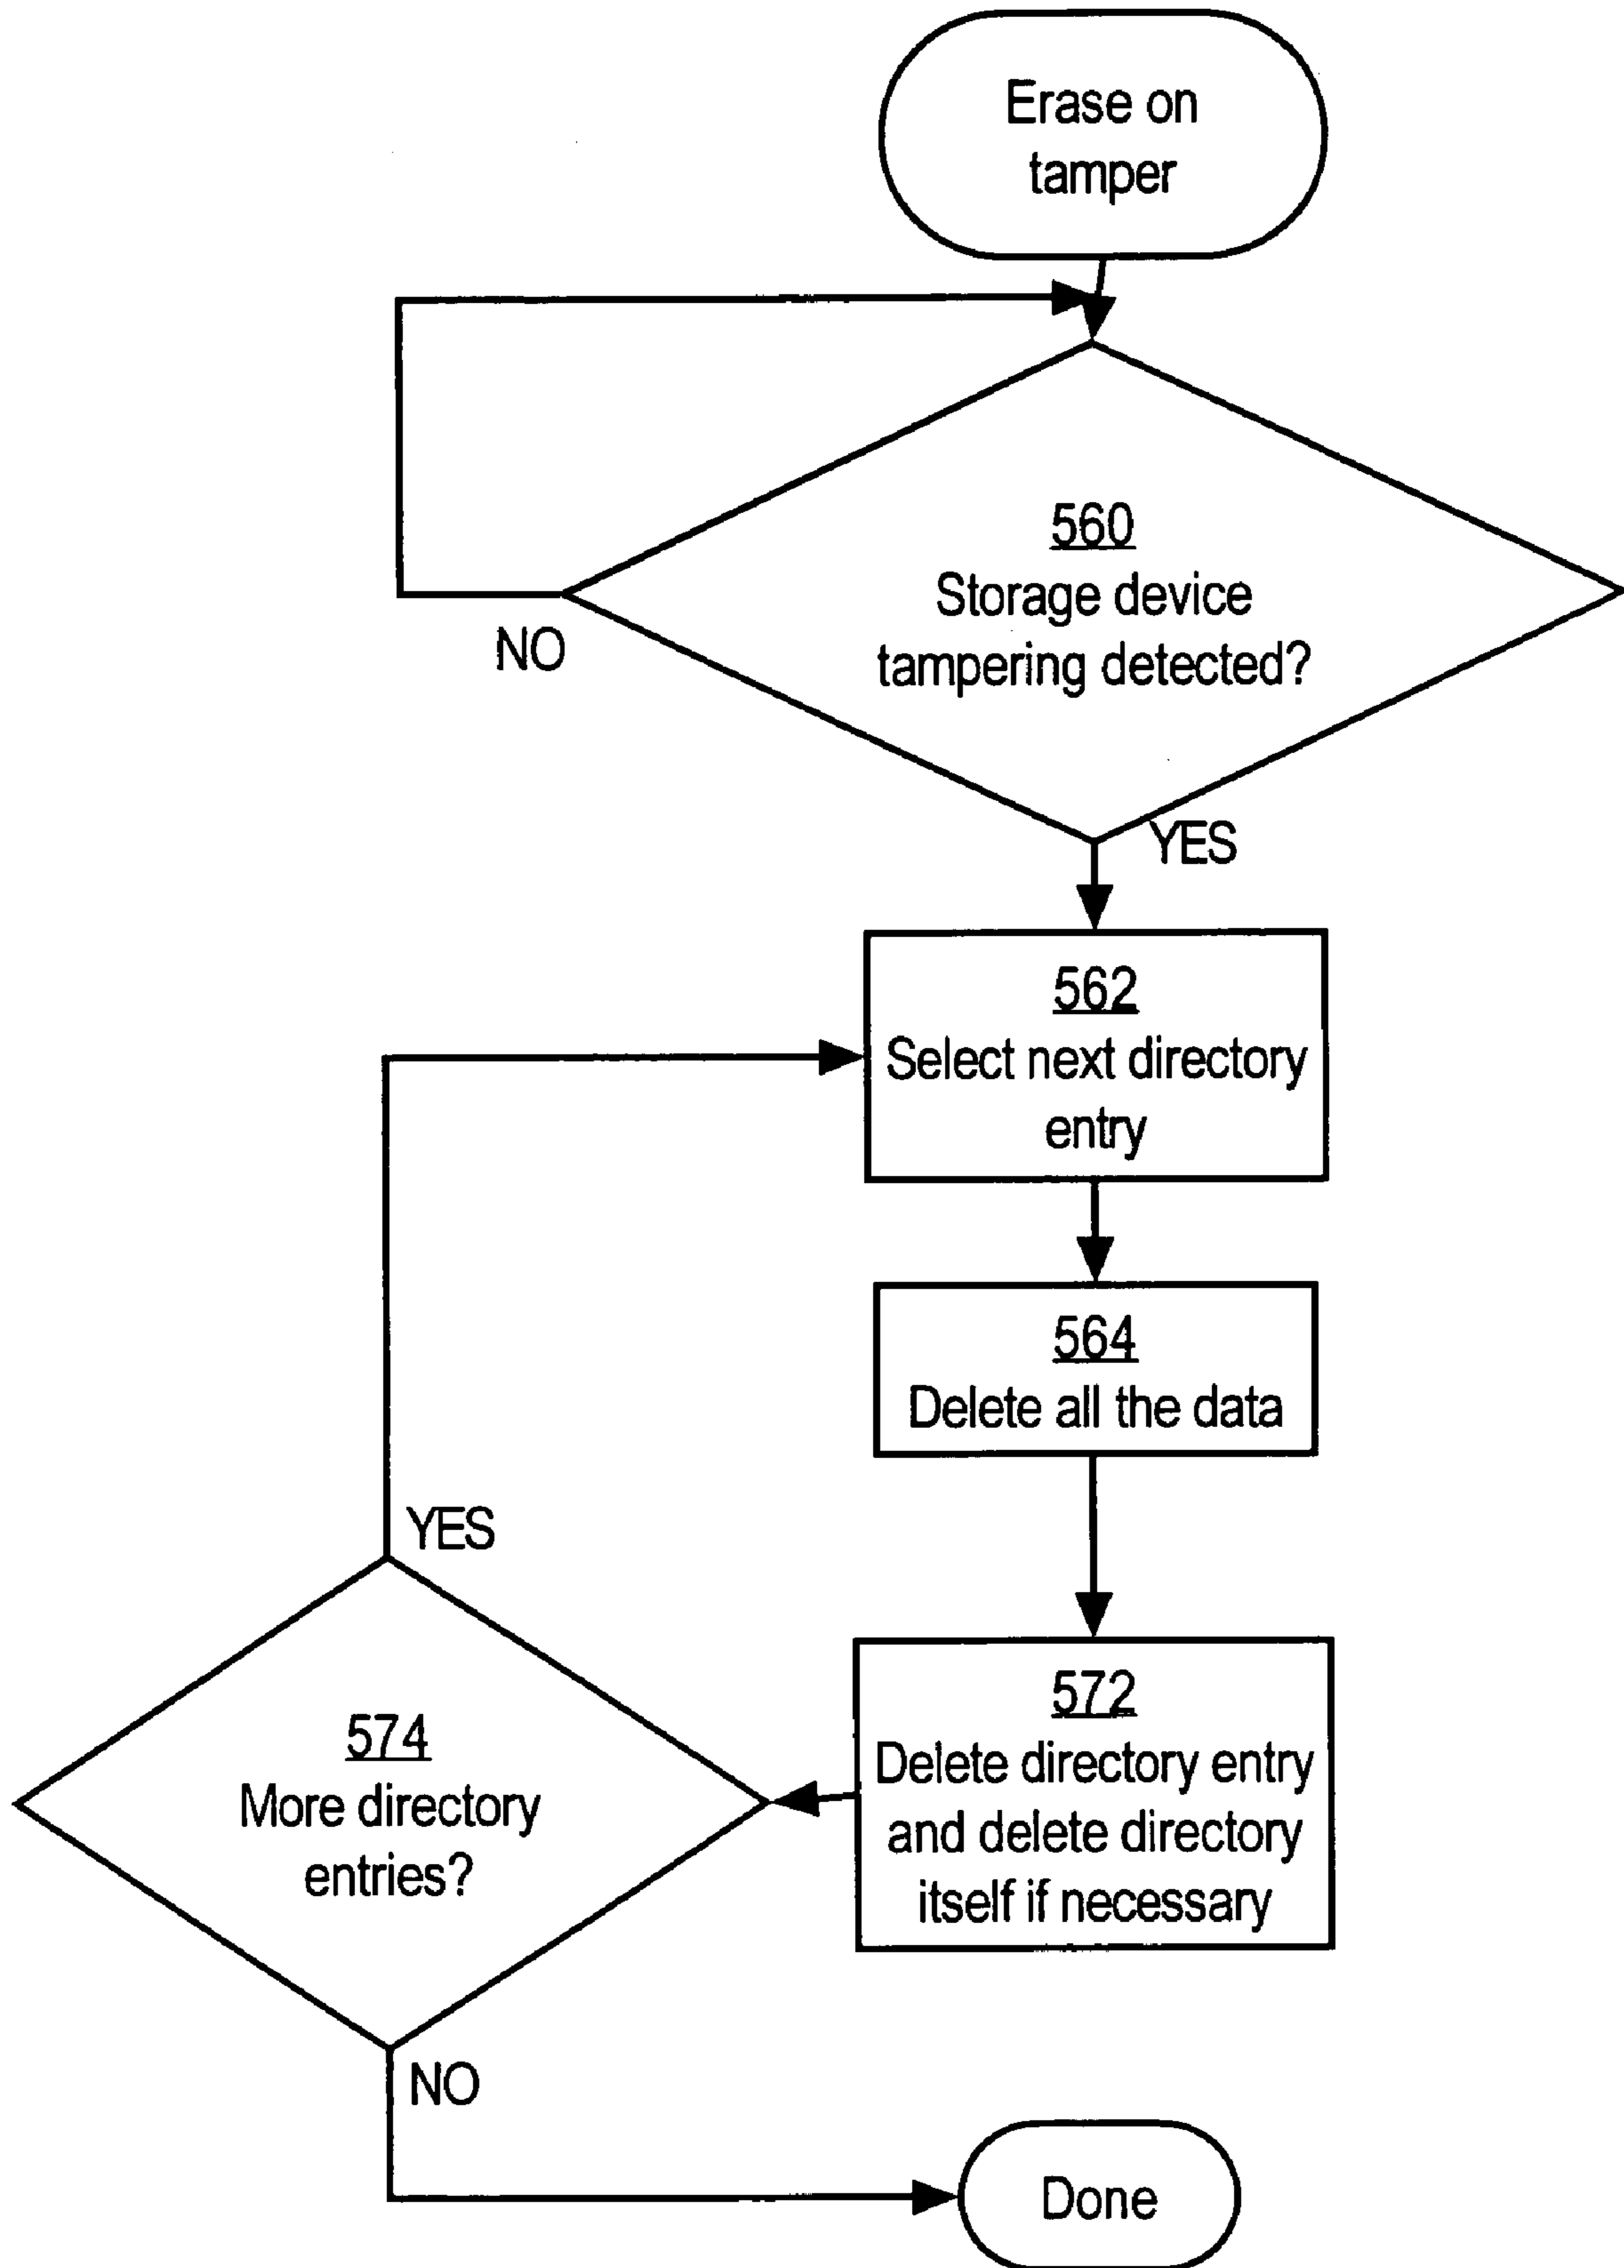 Erase on
tamper
560
Storage device
tampering detected?
NO
YES
562
Select next directory
entry
564
Delete all the data
YES
572
Delete directory entry
and delete directory
itself if necessary
574
More directory
entries?
NO
Done